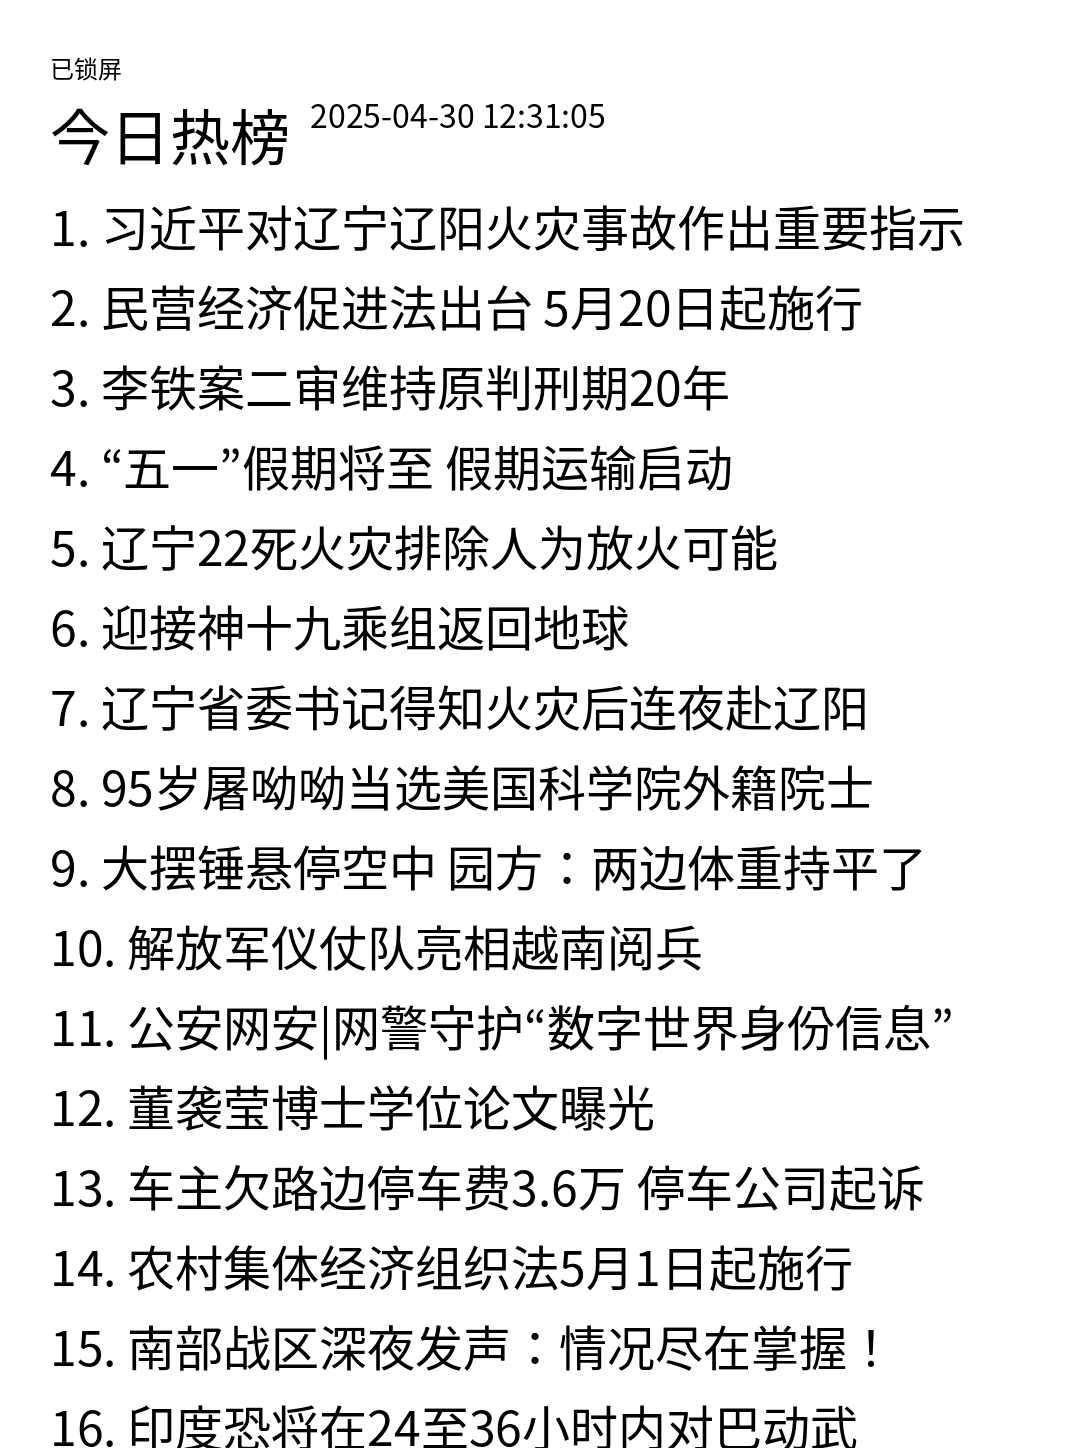 已锁屏
今日热榜 2025-04-30 12:31:05
1. 习近平对辽宁辽阳火灾事故作出重要指示
2. 民营经济促进法出台 5月20日起施行
3. 李铁案二审维持原判刑期20年
4. “五一”假期将至 假期运输启动
5. 辽宁22死火灾排除人为放火可能
6. 迎接神十九乘组返回地球
7. 辽宁省委书记得知火灾后连夜赴辽阳
8. 95岁屠呦呦当选美国科学院外籍院士
9. 大摆锤悬停空中 园方：两边体重持平了
10. 解放军仪仗队亮相越南阅兵
11. 公安网安|网警守护“数字世界身份信息”
12. 董袭莹博士学位论文曝光
13. 车主欠路边停车费3.6万 停车公司起诉
14. 农村集体经济组织法5月1日起施行
15. 南部战区深夜发声：情况尽在掌握！
16. 印度恐将在24至36小时内对巴动武